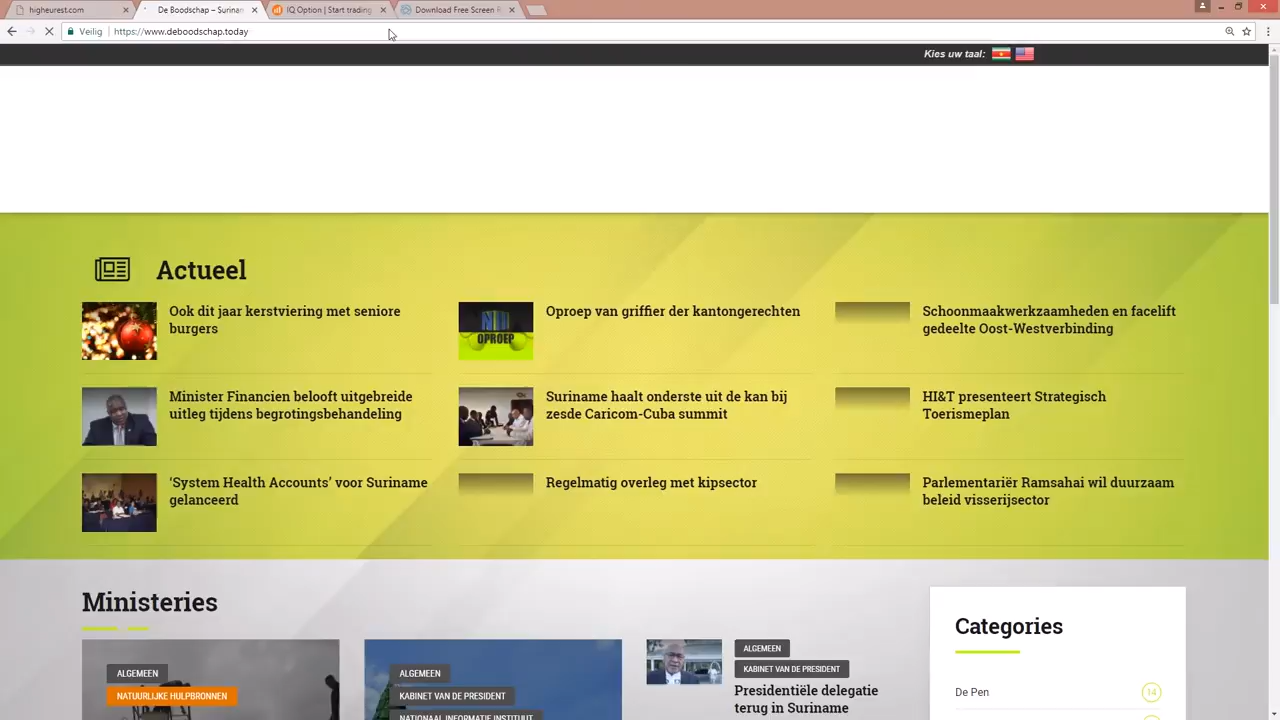 higheurest.com
De Boodschap – Surinan
IQ Option | Start trading
Download Free Screen R
Veilig
https://www.deboodschap.today
Kies uw taal:
Actueel
Ook dit jaar kerstviering met seniore
burgers
Oproep van griffier der kantongerechten
Schoonmaakwerkzaamheden en facelift
gedeelte Oost-Westverbinding
OPROEP
Minister Financien belooft uitgebreide
uitleg tijdens begrotingsbehandeling
Suriname haalt onderste uit de kan bij
zesde Caricom-Cuba summit
HI&T presenteert Strategisch
Toerismeplan
‘System Health Accounts’ voor Suriname
gelanceerd
Regelmatig overleg met kipsector
Parlementariër Ramsahai wil duurzaam
beleid visserijsector
Ministeries
ALGEMEEN
NATUURLIJKE HULPBRONNEN
ALGEMEEN
KABINET VAN DE PRESIDENT
NATIONAAL INFORMATIE INSTITUUT
ALGEMEEN
KABINET VAN DE PRESIDENT
Presidentiële delegatie
terug in Suriname
Categories
De Pen
14